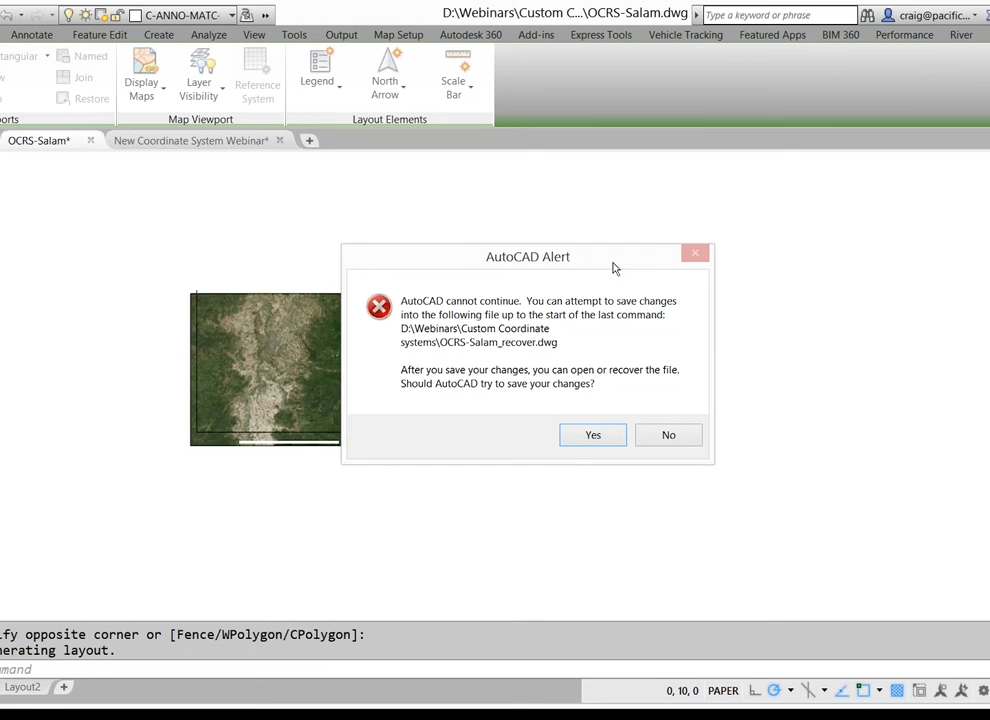 C-ANNO-MATC-
D:\Webinars\Custom C...\OCRS-Salam.dwg
Type a keyword or phrase
craig@pacific...
Annotate Feature Edit Create Analyze View Tools Output Map Setup Autodesk 360 Add-ins Express Tools Vehicle Tracking Featured Apps BIM 360 Performance River
tangular
Named
w
Join
Restore
orts
Display
Maps
Layer
Visibility
Reference
System
Map Viewport
Legend
North
Arrow
Scale
Bar
Layout Elements
OCRS-Salam*
New Coordinate System Webinar*
AutoCAD Alert
AutoCAD cannot continue. You can attempt to save changes
into the following file up to the start of the last command:
D:\Webinars\Custom Coordinate
systems\OCRS-Salam_recover.dwg
After you save your changes, you can open or recover the file.
Should AutoCAD try to save your changes?
Yes No
ify opposite corner or [Fence/WPolygon/CPolygon]:
nerating layout.
mmand
Layout2
0, 10, 0 PAPER